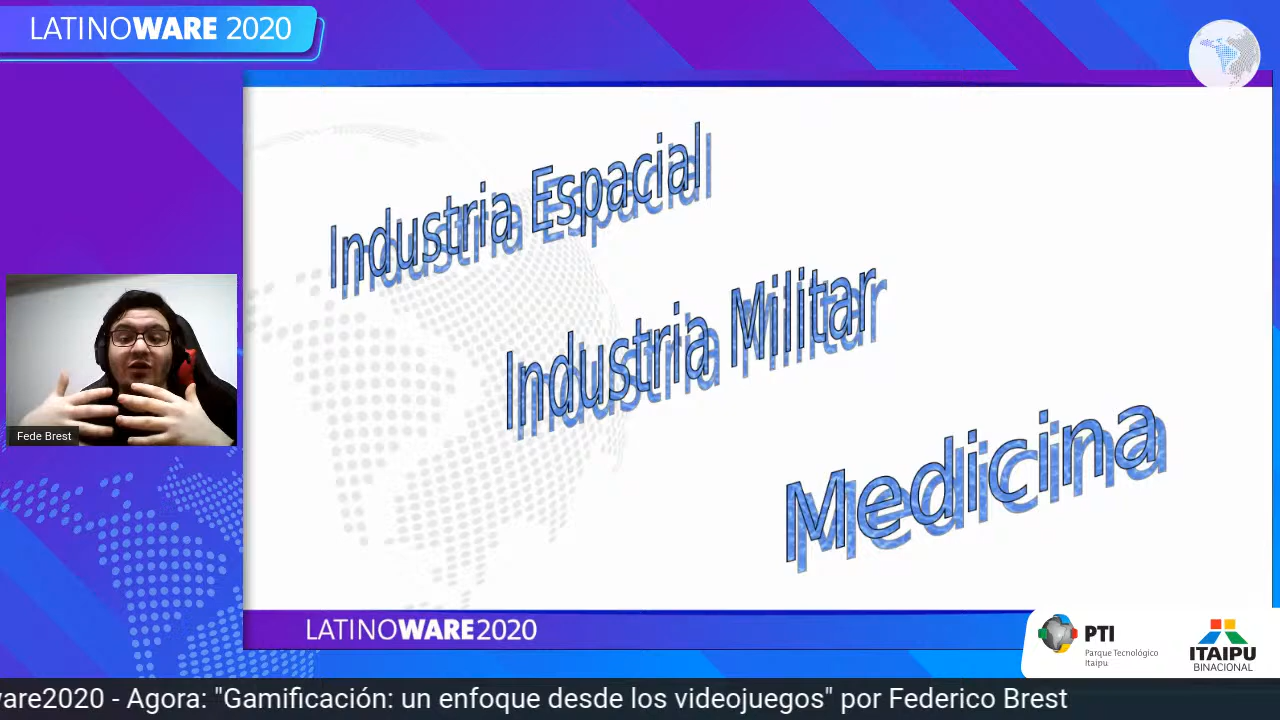 LATINOWARE 2020
Industria Espacial
Industria Militar
Medicina
Fede Brest
LATINOWARE2020
PTI
Parque Tecnológico
Itaipu
ITAIPU
BINACIONAL
ware2020 - Agora: "Gamificación: un enfoque desde los videojuegos" por Federico Brest